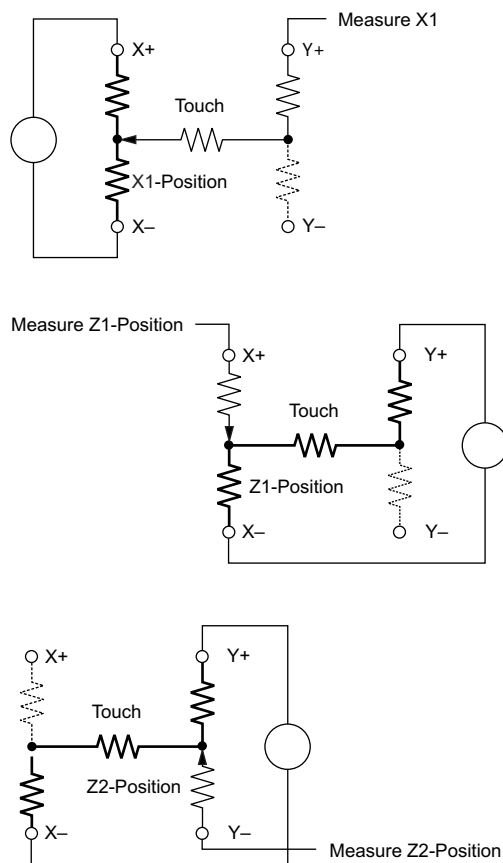 Measure X1
X+
Y+
Touch
X1-Position
X–
Y–
Measure Z1-Position
X+
Y+
Touch
Z1-Position
X–
Y–
X+
Y+
Touch
Z2-Position
X–
Y–
Measure Z2-Position